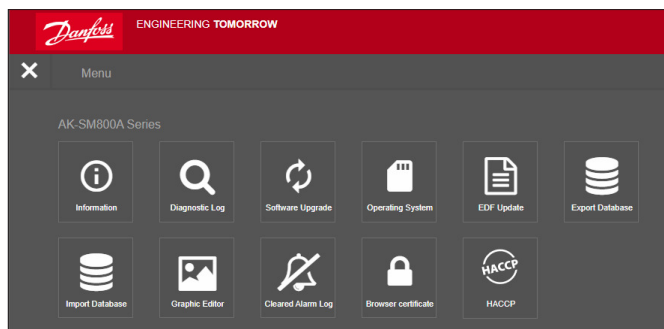 Danfoss
ENGINEERING TOMORROW
Menu
AK-SM800A Series
Information
Diagnostic Log
Software Upgrade
Operating System
EDF Update
Export Database
Import Database
Graphic Editor
Cleared Alarm Log
Browser certificate
HACCP
HACCP